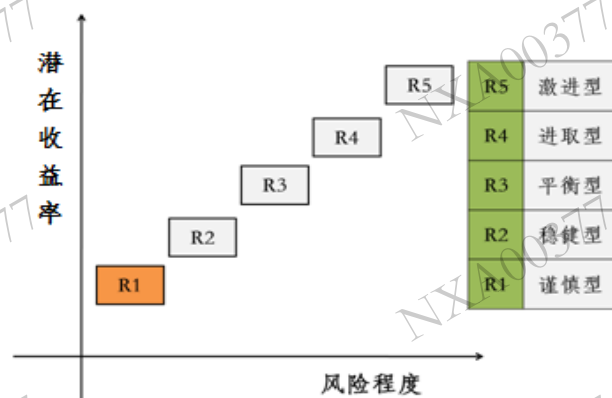 潜在收益率
R5
R4
R3
R2
R1
风险程度
R5 激进型
R4 进取型
R3 平衡型
R2 稳健型
R1 谨慎型
NXA00377
NXA00377